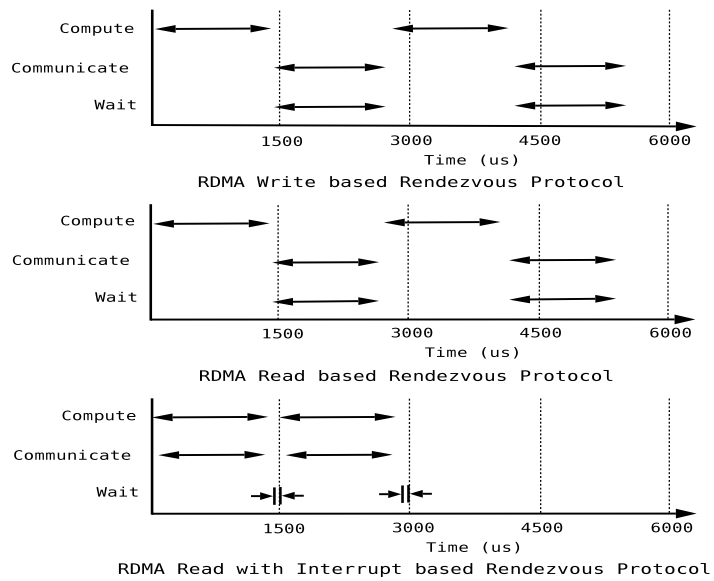 Compute
Communicate
Wait
1500 3000 4500 6000
Time (us)
RDMA Write based Rendezvous Protocol
Compute
Communicate
Wait
1500 3000 4500 6000
Time (us)
RDMA Read based Rendezvous Protocol
Compute
Communicate
Wait
1500 3000 4500 6000
Time (us)
RDMA Read with Interrupt based Rendezvous Protocol